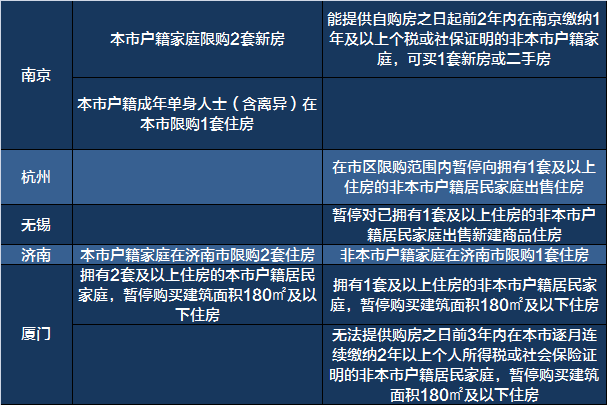 南京
本市户籍家庭限购2套新房
能提供自购房之日起前2年内在南京缴纳1
年及以上个税或社保证明的非本市户籍家
庭，可买1套新房或二手房
本市户籍成年单身人士（含离异）在
本市限购1套住房
杭州
在市区限购范围内暂停向拥有1套及以上
住房的非本市户籍居民家庭出售住房
无锡
暂停对已拥有1套及以上住房的非本市户
籍居民家庭出售新建商品住房
济南
本市户籍家庭在济南市限购2套住房
非本市户籍家庭在济南市限购1套住房
厦门
拥有2套及以上住房的本市户籍居民
家庭，暂停购买建筑面积180㎡及以
下住房
拥有1套及以上住房的非本市户籍居民家
庭，暂停购买建筑面积180㎡及以下住房
无法提供购房之日前3年内在本市逐月连
续缴纳2年以上个人所得税或社会保险证
明的非本市户籍居民家庭，暂停购买建筑
面积180㎡及以下住房